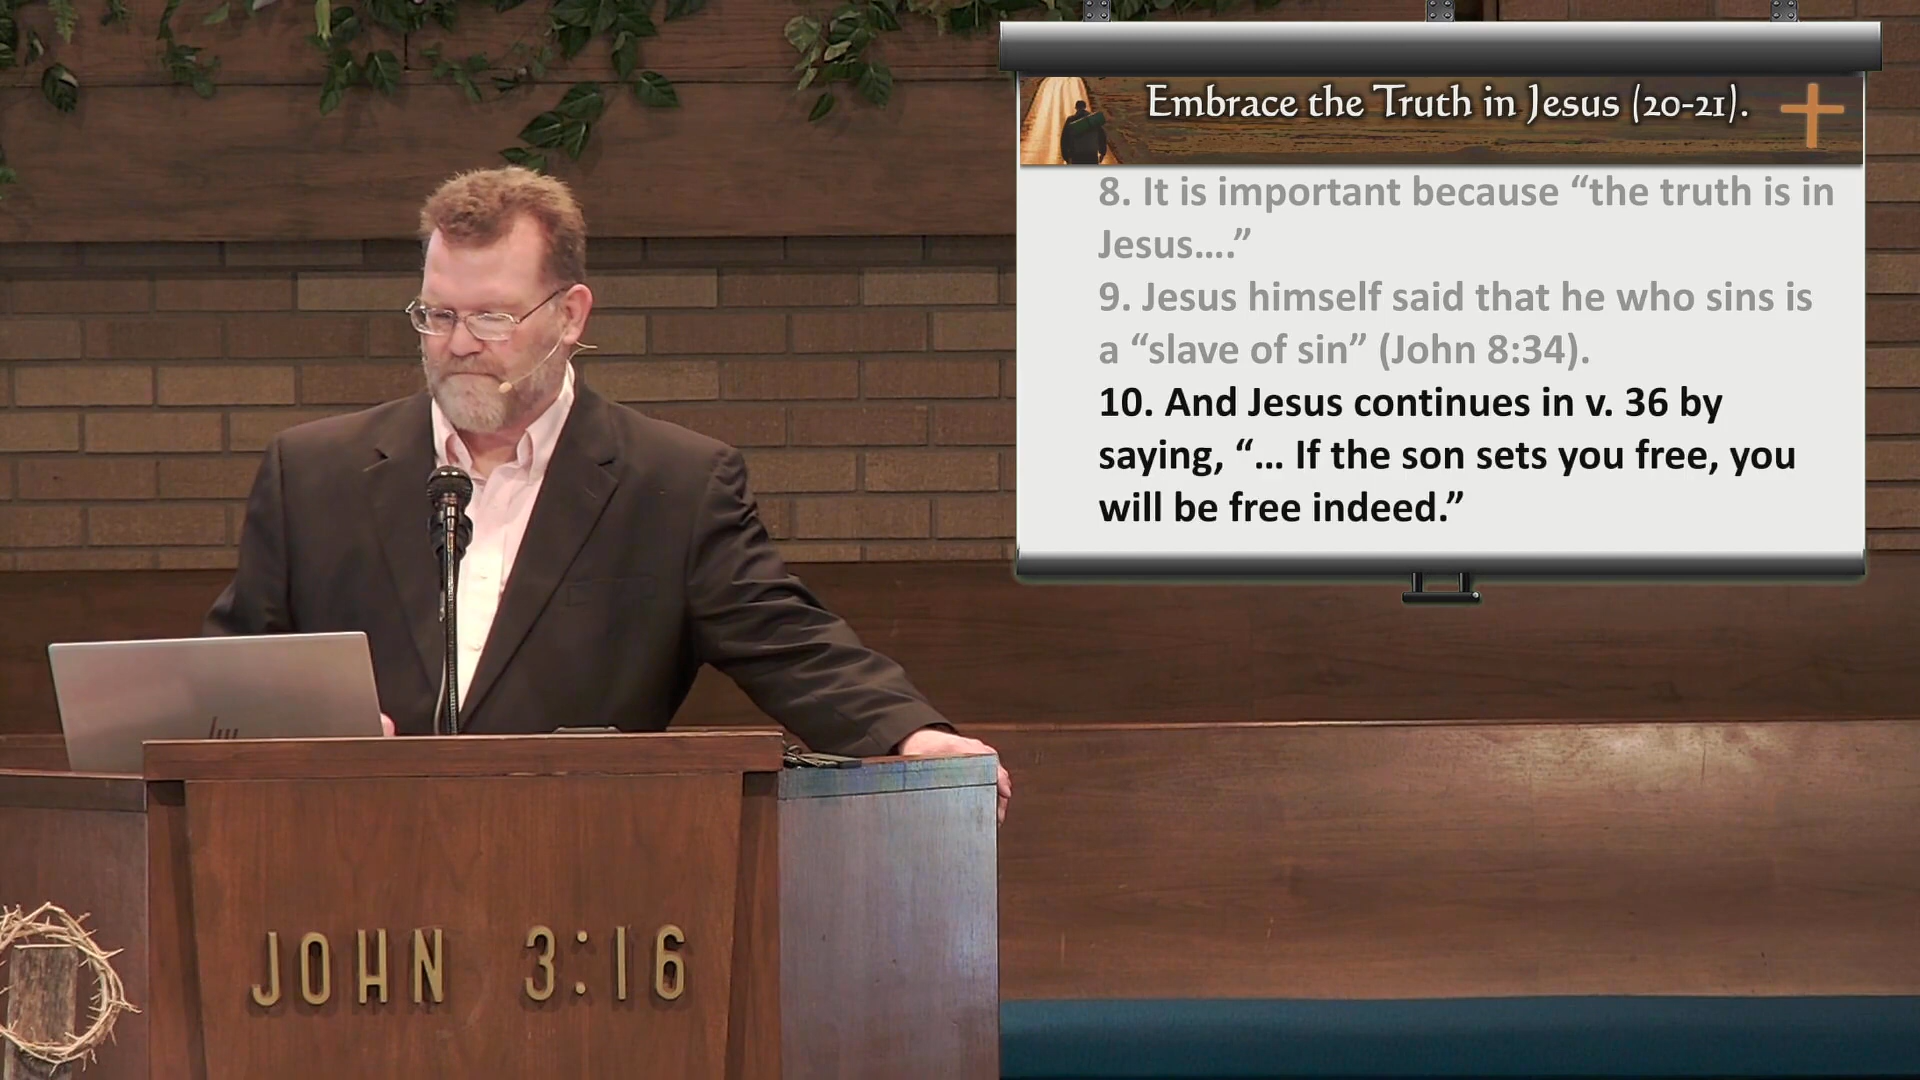 Embrace the Truth in Jesus (20-21).
8. It is important because “the truth is in
Jesus….”
9. Jesus himself said that he who sins is
a “slave of sin” (John 8:34).
10. And Jesus continues in v. 36 by
saying, “… If the son sets you free, you
will be free indeed.”
hp
JOHN 3:16